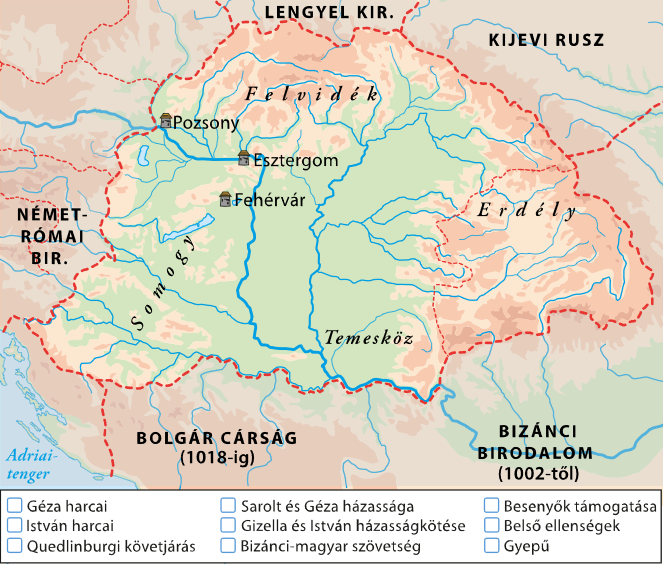 LENGYEL KIR.
KIJEVI RUSZ
Felvidék
Pozsony
Esztergom
Fehérvár
Erdély
NÉMET-
RÓMAI
BIR.
Somogy
Temesköz
BOLGÁR CÁRSÁG
(1018-ig)
BIZÁNCI
BIRODALOM
(1002-től)
Adriai-
tenger
Géza harcai
István harcai
Quedlinburgi követjárás
Sarolt és Géza házassága
Gizella és István házasságkötése
Bizánci-magyar szövetség
Besenyők támogatása
Belső ellenségek
Gyepű